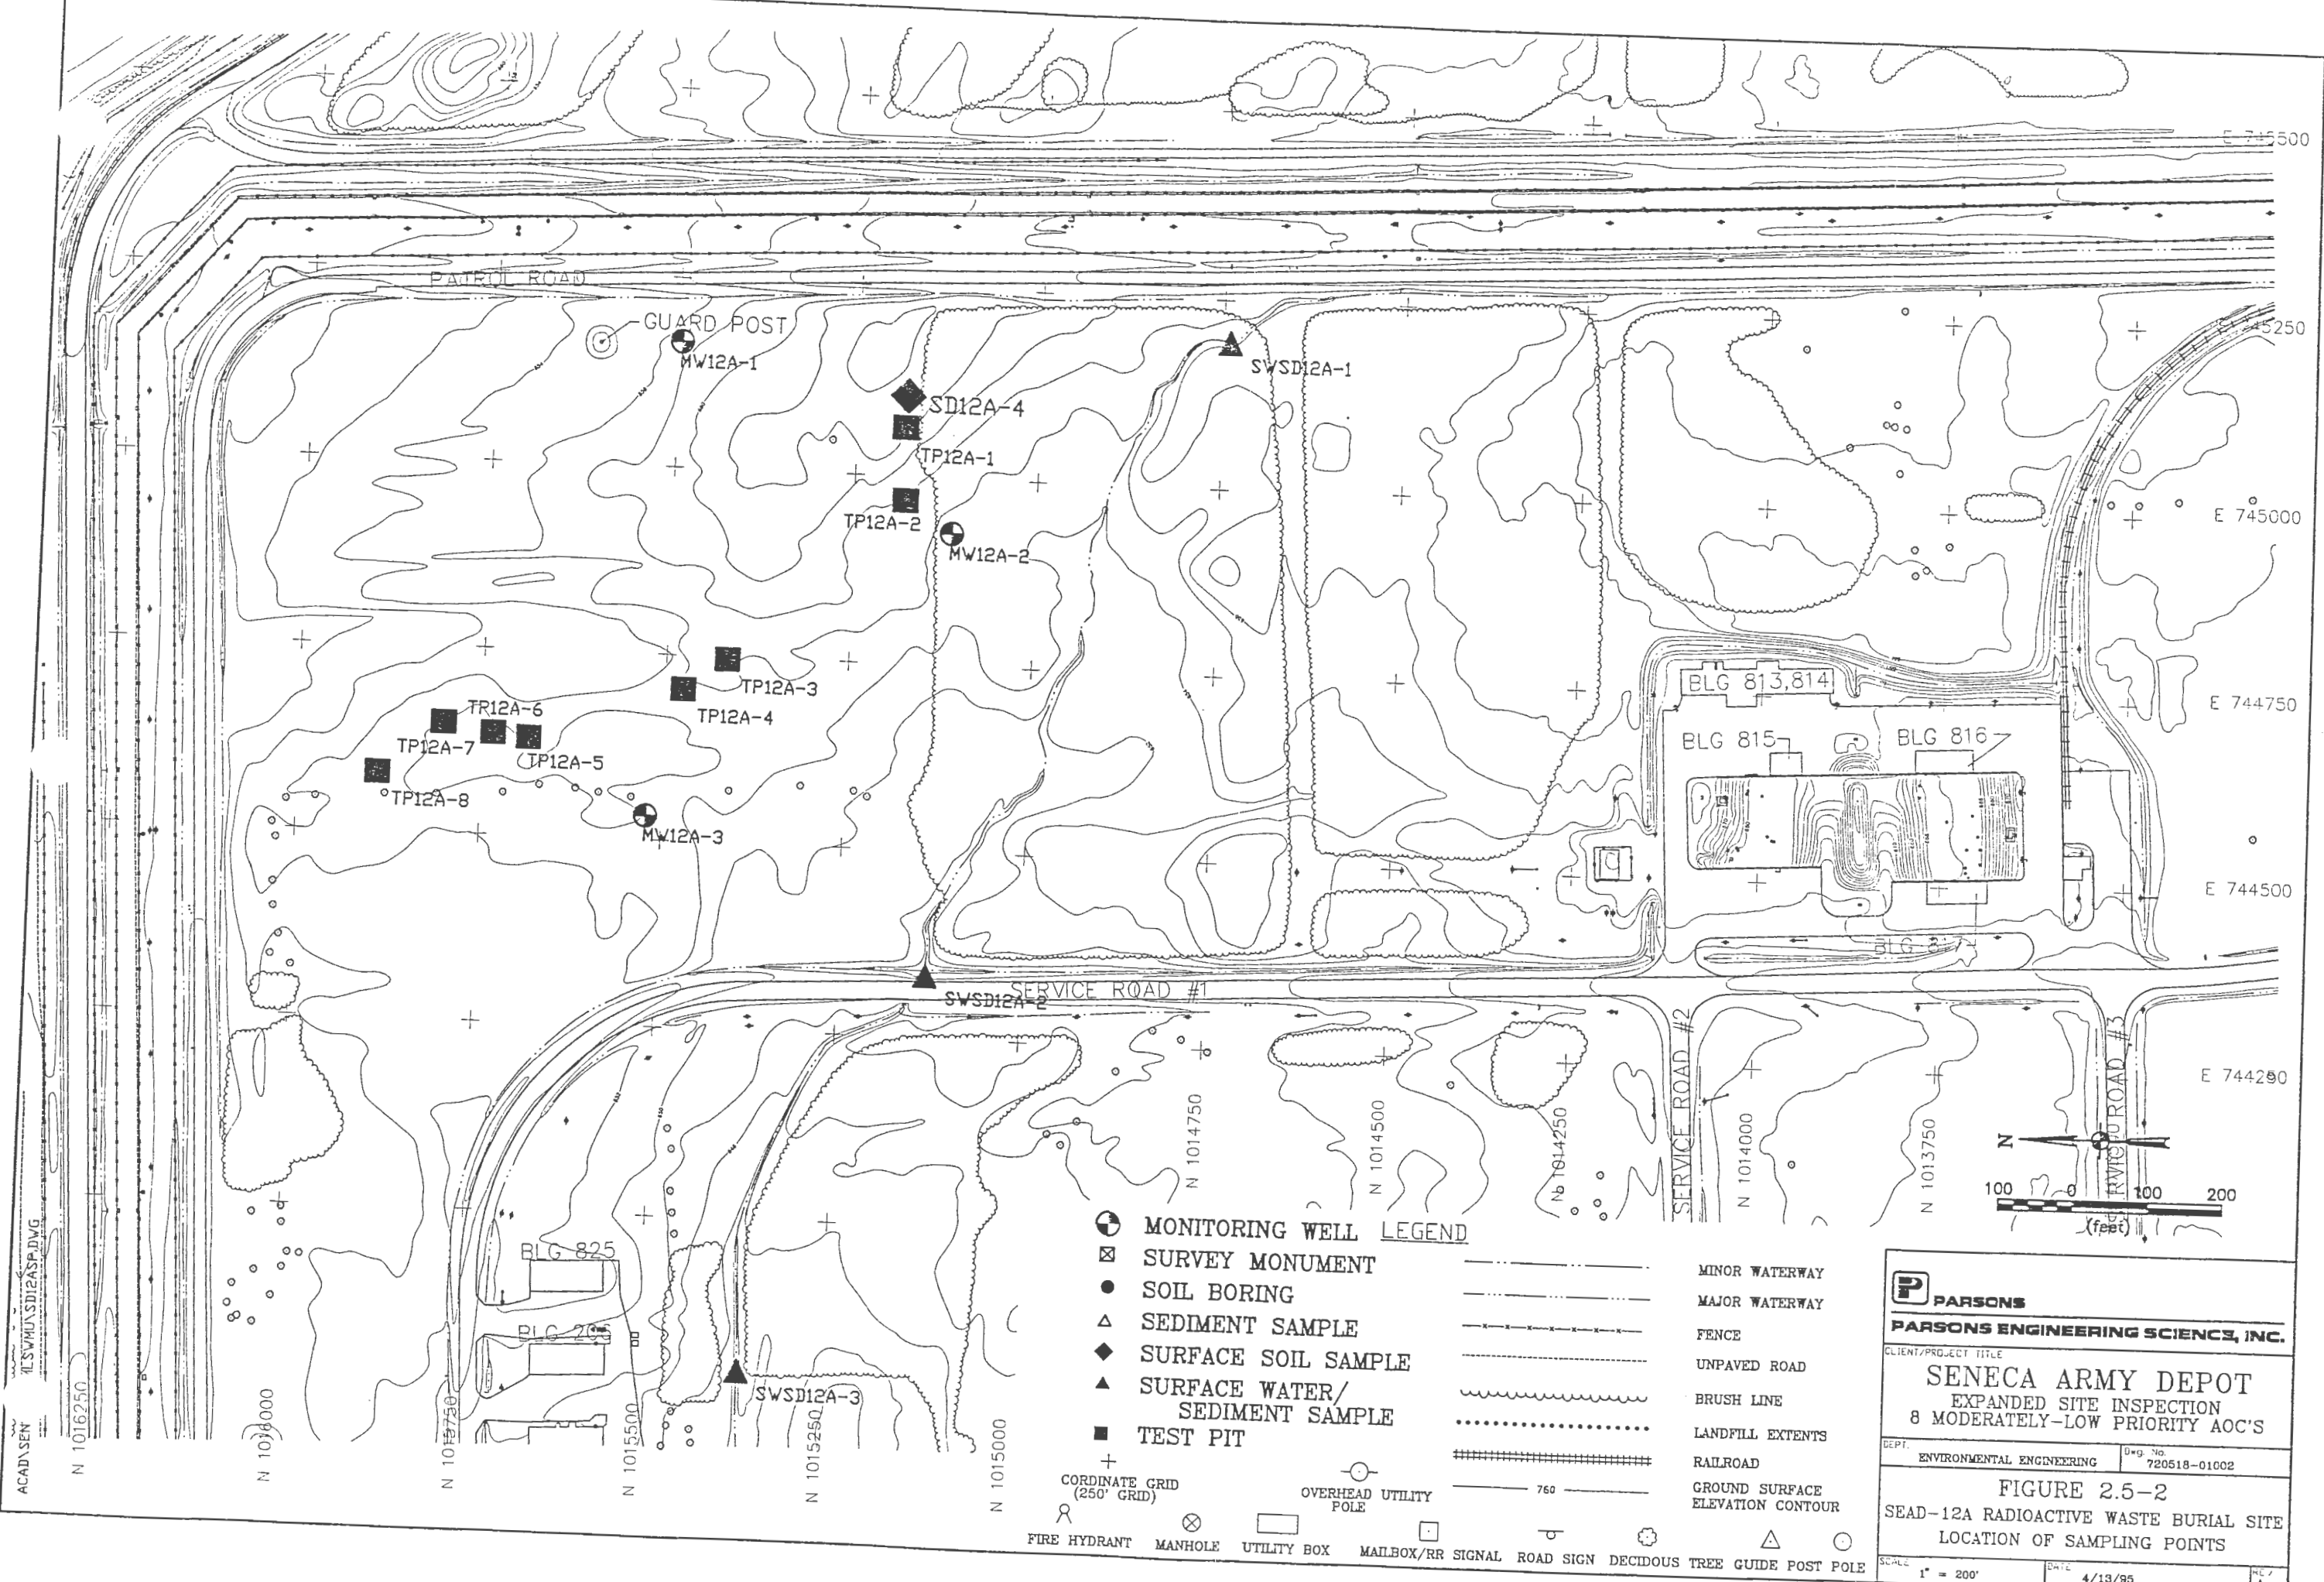 E 745500
PATROL ROAD
GUARD POST
MW12A-1
SWSD12A-1
745250
SD12A-4
TP12A-1
TP12A-2
MW12A-2
E 745000
TP12A-3
TP12A-4
TR12A-6
TP12A-7
TP12A-5
TP12A-8
MW12A-3
BLG 813,814
BLG 815
BLG 816
E 744750
E 744500
SERVICE ROAD #1
SWSD12A-2
SERVICE ROAD #2
E 744250
BLG 825
SWSD12A-3
N 1016250
N 1016000
N 1015750
N 1015500
N 1015250
N 1015000
N 1014750
N 1014500
N 1014250
N 1014000
N 1013750
N
100 0 100 200
(feet)
LEGEND
MONITORING WELL
SURVEY MONUMENT
SOIL BORING
SEDIMENT SAMPLE
SURFACE SOIL SAMPLE
SURFACE WATER/
SEDIMENT SAMPLE
TEST PIT
CORDINATE GRID
(250' GRID)
OVERHEAD UTILITY
POLE
MINOR WATERWAY
MAJOR WATERWAY
FENCE
UNPAVED ROAD
BRUSH LINE
LANDFILL EXTENTS
RAILROAD
760
GROUND SURFACE
ELEVATION CONTOUR
FIRE HYDRANT
MANHOLE
UTILITY BOX
MAILBOX/RR SIGNAL
ROAD SIGN
DECIDOUS TREE
GUIDE POST
POLE
PARSONS
PARSONS ENGINEERING SCIENCE, INC.
CLIENT/PROJECT TITLE
SENECA ARMY DEPOT
EXPANDED SITE INSPECTION
8 MODERATELY-LOW PRIORITY AOC'S
DEPT.
ENVIRONMENTAL ENGINEERING
Dwg. No.
720518-01002
FIGURE 2.5-2
SEAD-12A RADIOACTIVE WASTE BURIAL SITE
LOCATION OF SAMPLING POINTS
SCALE
1" = 200'
DATE
4/13/95